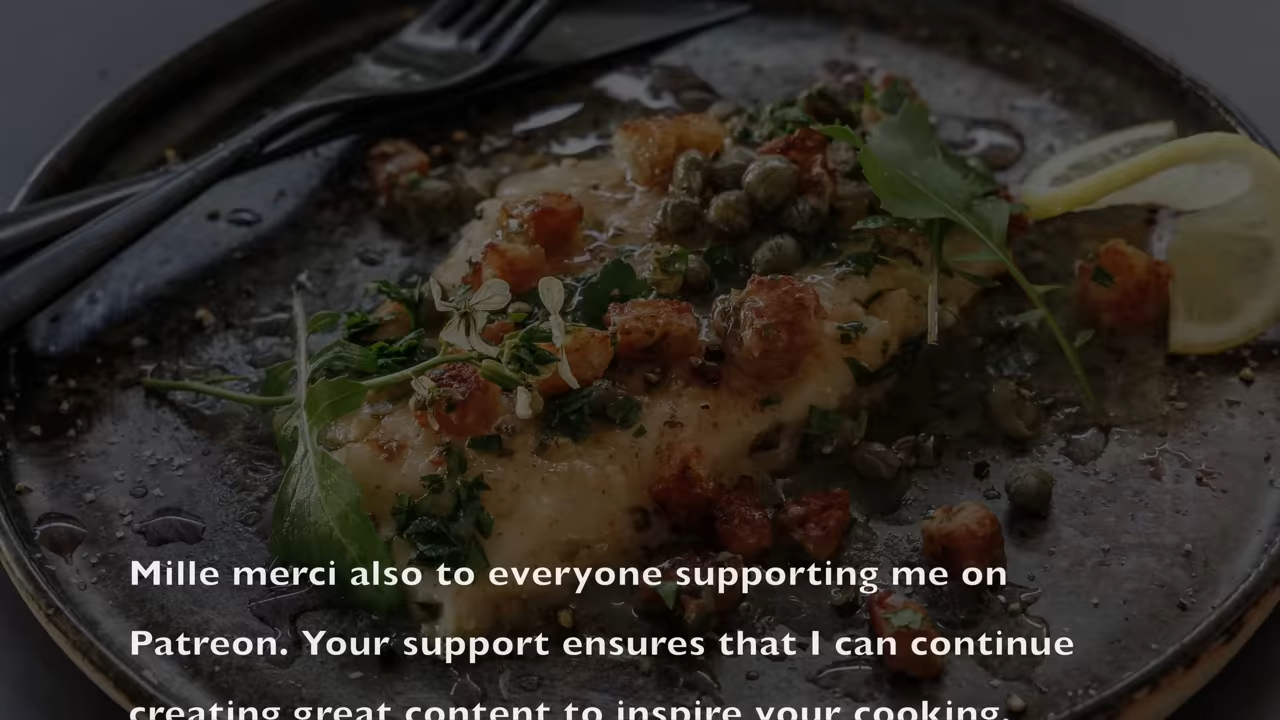 Mille merci also to everyone supporting me on
Patreon. Your support ensures that I can continue
creating great content to inspire your cooking.